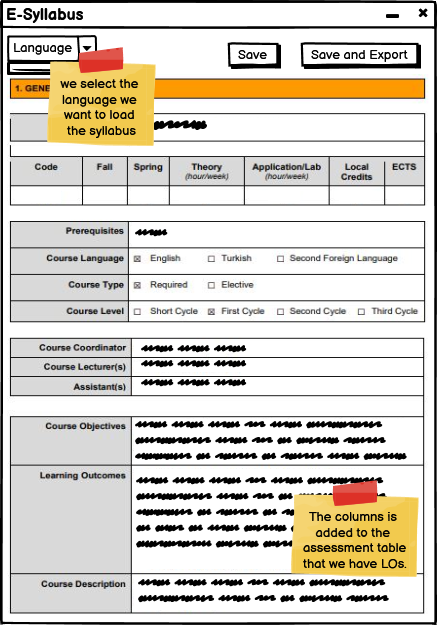 E-Syllabus
Language
Save
Save and Export
we select the
language we
want to load
the syllabus
1. GENE
Code
Fall
Spring
Theory
(hour/week)
Application/Lab
(hour/week)
Local
Credits
ECTS
Prerequisites
Course Language ☒ English ☐ Turkish ☐ Second Foreign Language
Course Type ☒ Required ☐ Elective
Course Level ☐ Short Cycle ☒ First Cycle ☐ Second Cycle ☐ Third Cycle
Course Coordinator
Course Lecturer(s)
Assistant(s)
Course Objectives
Learning Outcomes
The columns is
added to the
assessment table
that we have LOs.
Course Description